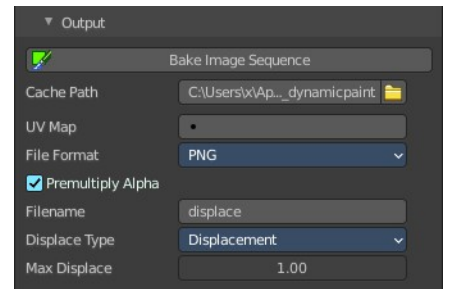 Output
Bake Image Sequence
Cache Path C:\Users\x\Ap..._dynamicpaint
UV Map
File Format PNG
Premultiply Alpha
Filename displace
Displace Type Displacement
Max Displace 1.00